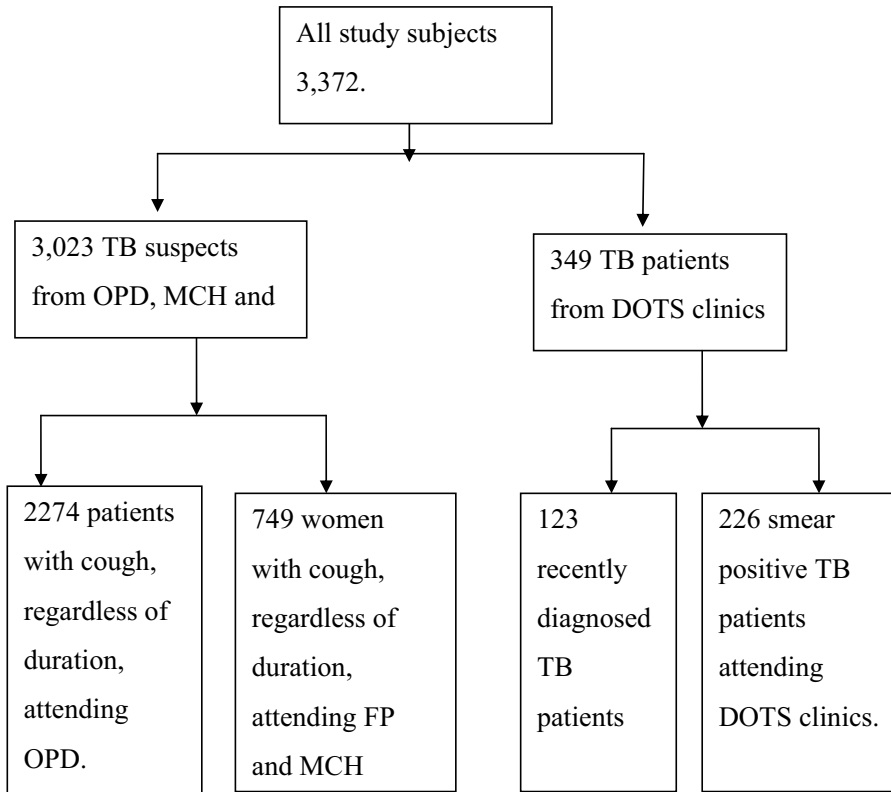 All study subjects
3,372.
3,023 TB suspects
from OPD, MCH and
349 TB patients
from DOTS clinics
2274 patients
with cough,
regardless of
duration,
attending
OPD.
749 women
with cough,
regardless of
duration,
attending FP
and MCH
123
recently
diagnosed
TB
patients
226 smear
positive TB
patients
attending
DOTS clinics.